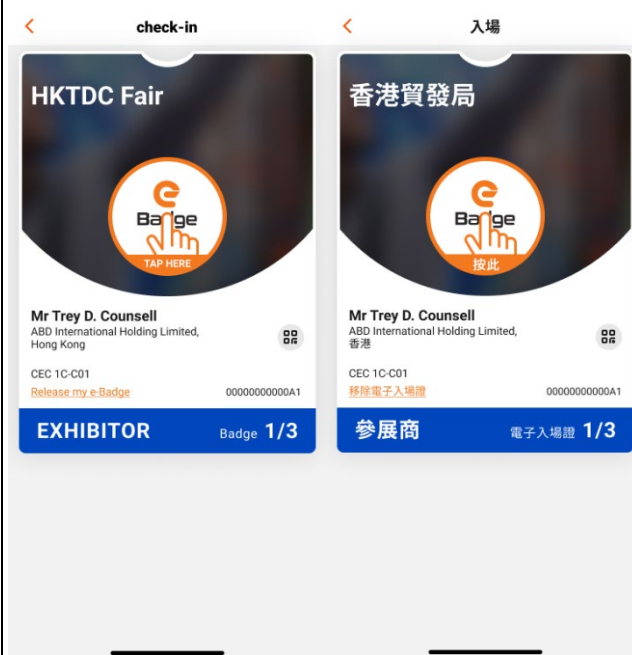 check-in
HKTDC Fair
e
Badge
TAP HERE
Mr Trey D. Counsell
ABD International Holding Limited,
Hong Kong
CEC 1C-C01
Release my e-Badge
00000000000A1
EXHIBITOR
Badge 1/3
入場
香港貿發局
e
Badge
按此
Mr Trey D. Counsell
ABD International Holding Limited,
香港
CEC 1C-C01
移除電子入場證
00000000000A1
參展商
電子入場證 1/3